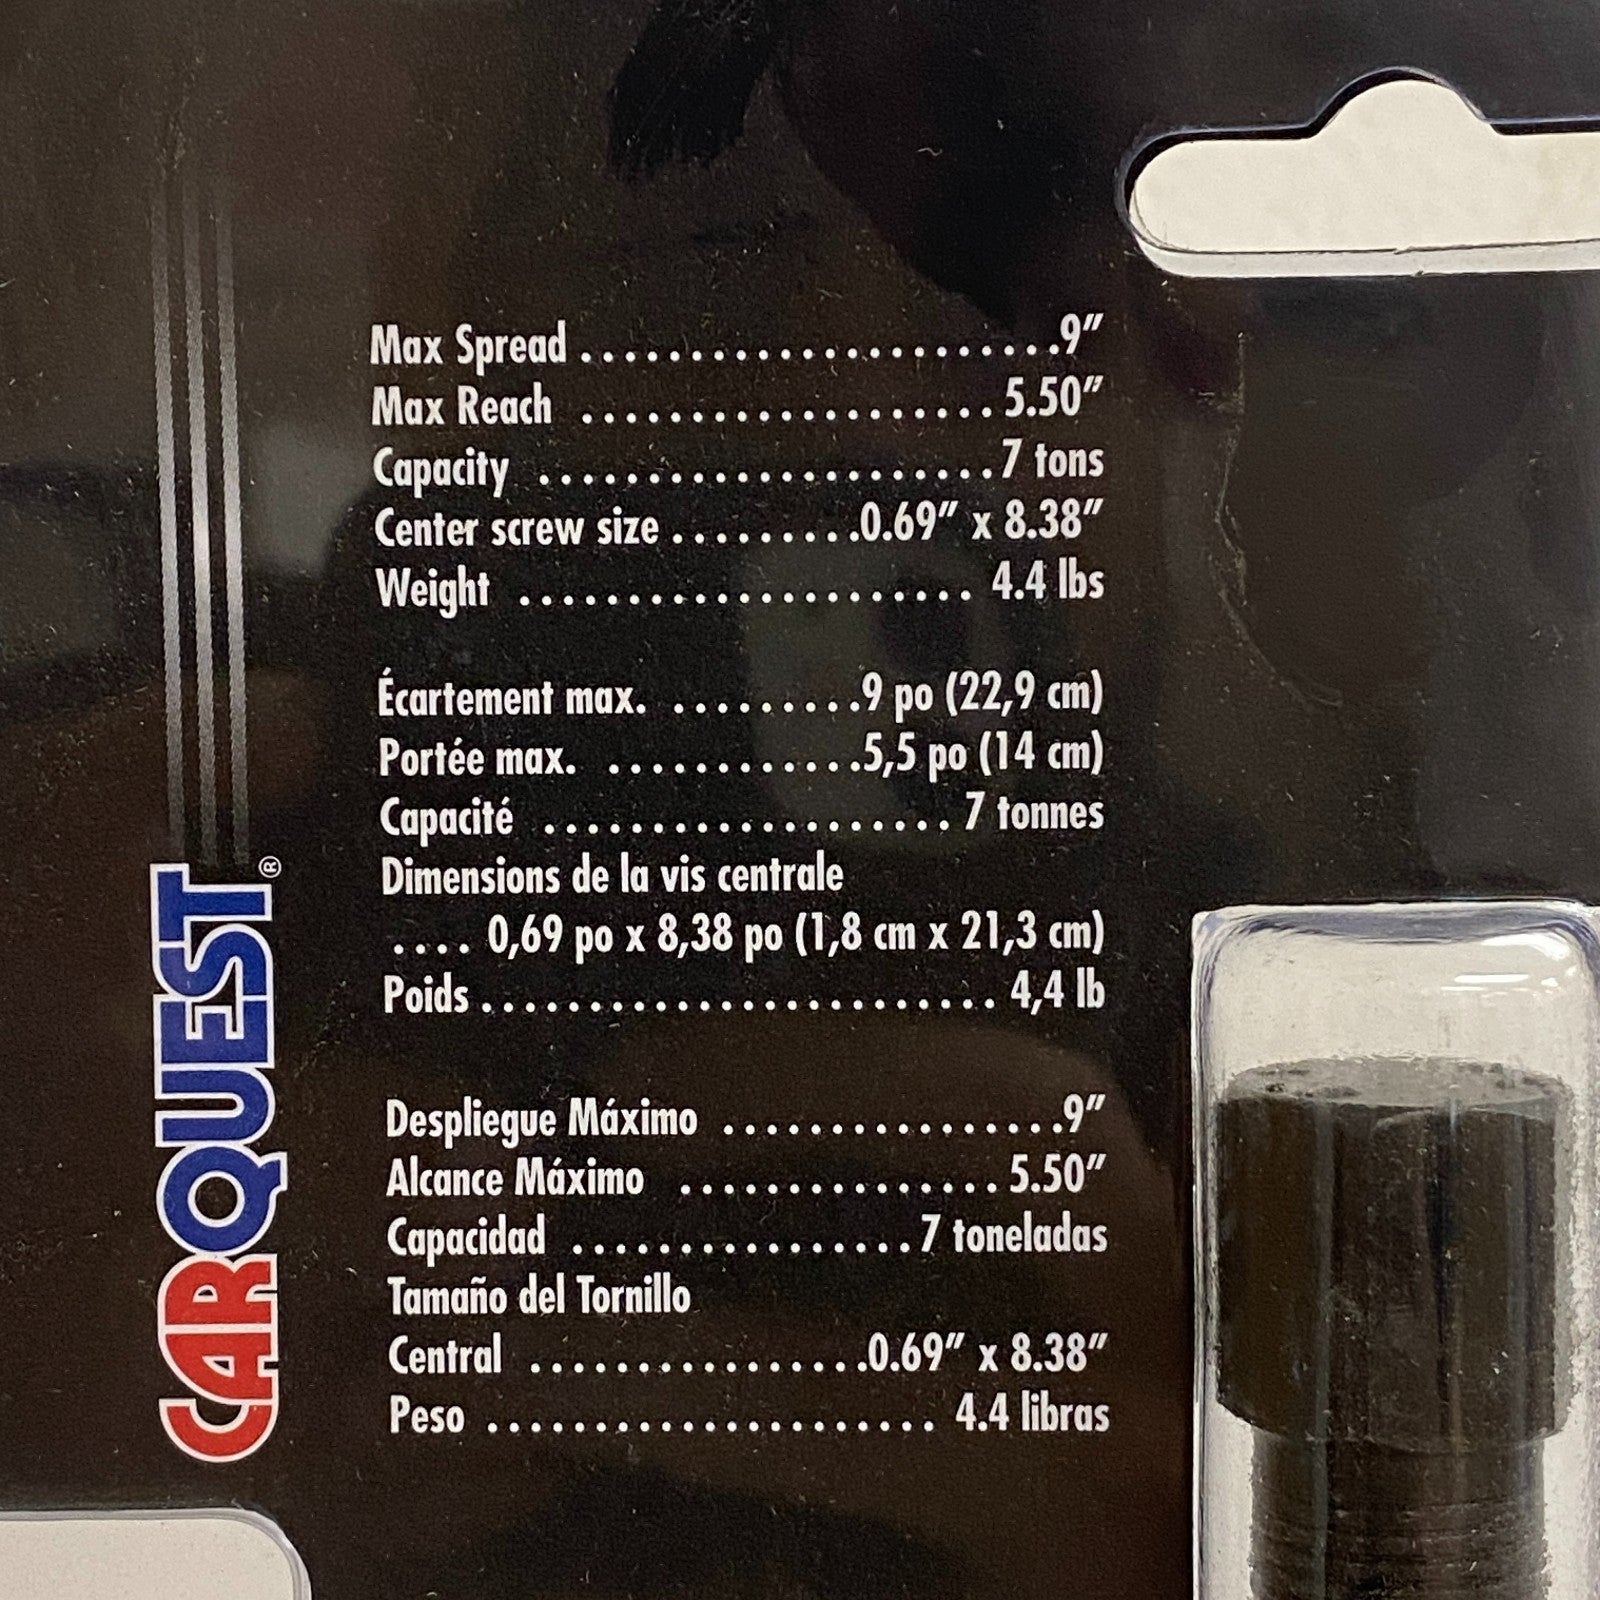 Max Spread .......................9”
Max Reach ................... 5.50”
Capacity .....................7 tons
Center screw size .........0.69” x 8.38”
Weight ..................... 4.4 lbs
Écartement max. .........9 po (22,9 cm)
Portée max. ............5,5 po (14 cm)
Capacité ................... 7 tonnes
Dimensions de la vis centrale
.... 0,69 po x 8,38 po (1,8 cm x 21,3 cm)
Poids ........................ 4,4 lb
Despliegue Máximo ................9”
Alcance Máximo ............... 5.50”
Capacidad ................7 toneladas
Tamaño del Tornillo
Central ................0.69” x 8.38”
Peso ..................... 4.4 libras
CARQUEST®